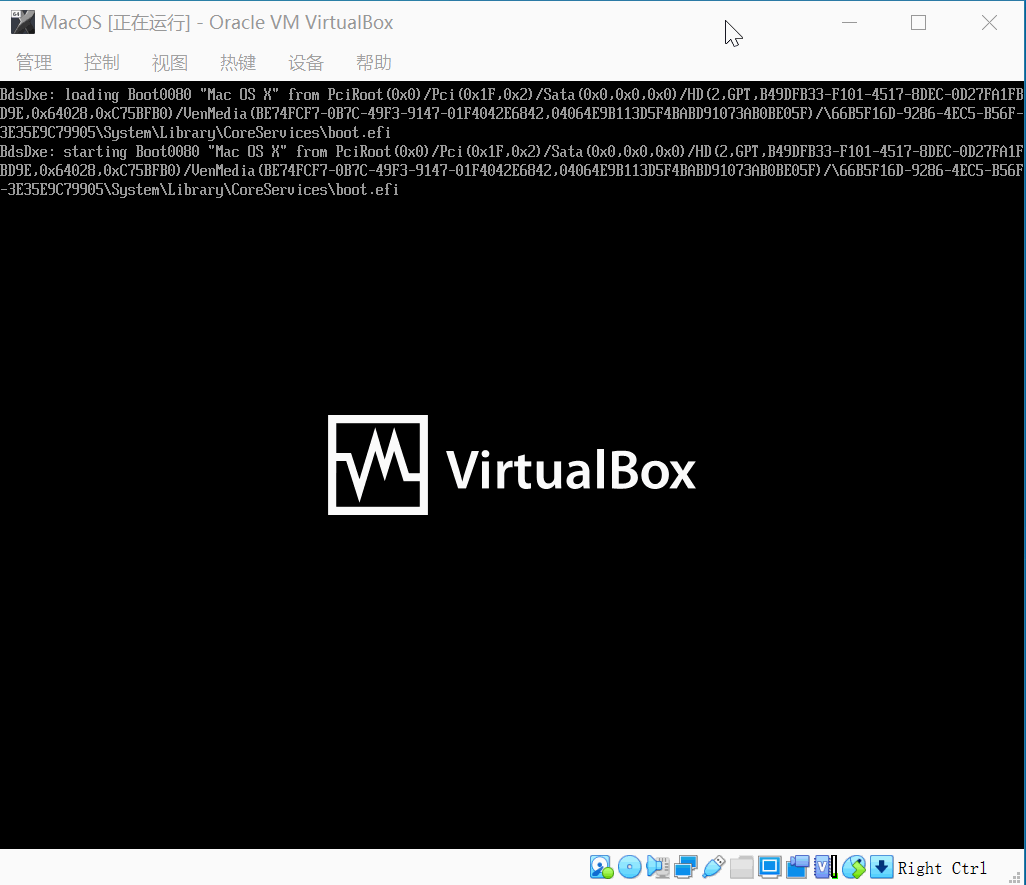 MacOS [正在运行] - Oracle VM VirtualBox
管理 控制 视图 热键 设备 帮助
BdsDxe: loading Boot0080 "Mac OS X" from PciRoot(0x0)/Pci(0x1F,0x2)/Sata(0x0,0x0,0x0)/HD(2,GPT,B49DFB33-F101-4517-8DEC-0D27FA1FB
D9E,0x64028,0xC75BFB0)/VenMedia(BE74FCF7-0B7C-49F3-9147-01F4042E6842,04064E9B113D5F4BABD91073AB0BE05F)/\66B5F16D-9286-4EC5-B56F-
3E35E9C79905\System\Library\CoreServices\boot.efi
BdsDxe: starting Boot0080 "Mac OS X" from PciRoot(0x0)/Pci(0x1F,0x2)/Sata(0x0,0x0,0x0)/HD(2,GPT,B49DFB33-F101-4517-8DEC-0D27FA1F
BD9E,0x64028,0xC75BFB0)/VenMedia(BE74FCF7-0B7C-49F3-9147-01F4042E6842,04064E9B113D5F4BABD91073AB0BE05F)/\66B5F16D-9286-4EC5-B56F
-3E35E9C79905\System\Library\CoreServices\boot.efi
VirtualBox
Right Ctrl